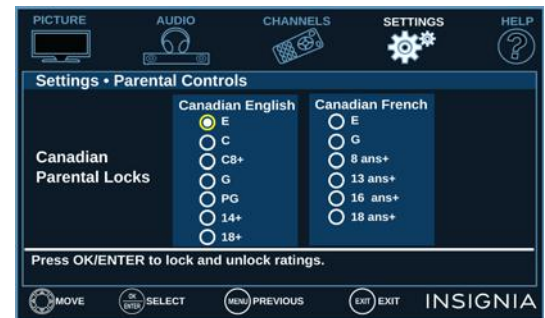 PICTURE AUDIO CHANNELS SETTINGS HELP
Settings • Parental Controls
Canadian English Canadian French
E E
C G
C8+ 8 ans+
G 13 ans+
PG 16 ans+
14+ 18 ans+
18+
Canadian
Parental Locks
Press OK/ENTER to lock and unlock ratings.
MOVE OK ENTER SELECT MENU PREVIOUS EXIT EXIT INSIGNIA